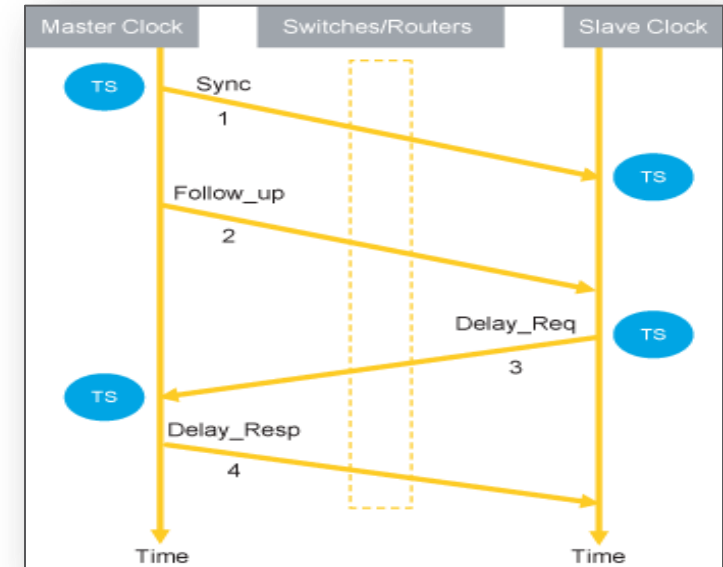 Master Clock Switches/Routers Slave Clock
TS
Sync
1
TS
Follow_up
2
Delay_Req
TS
3
TS
Delay_Resp
4
Time Time